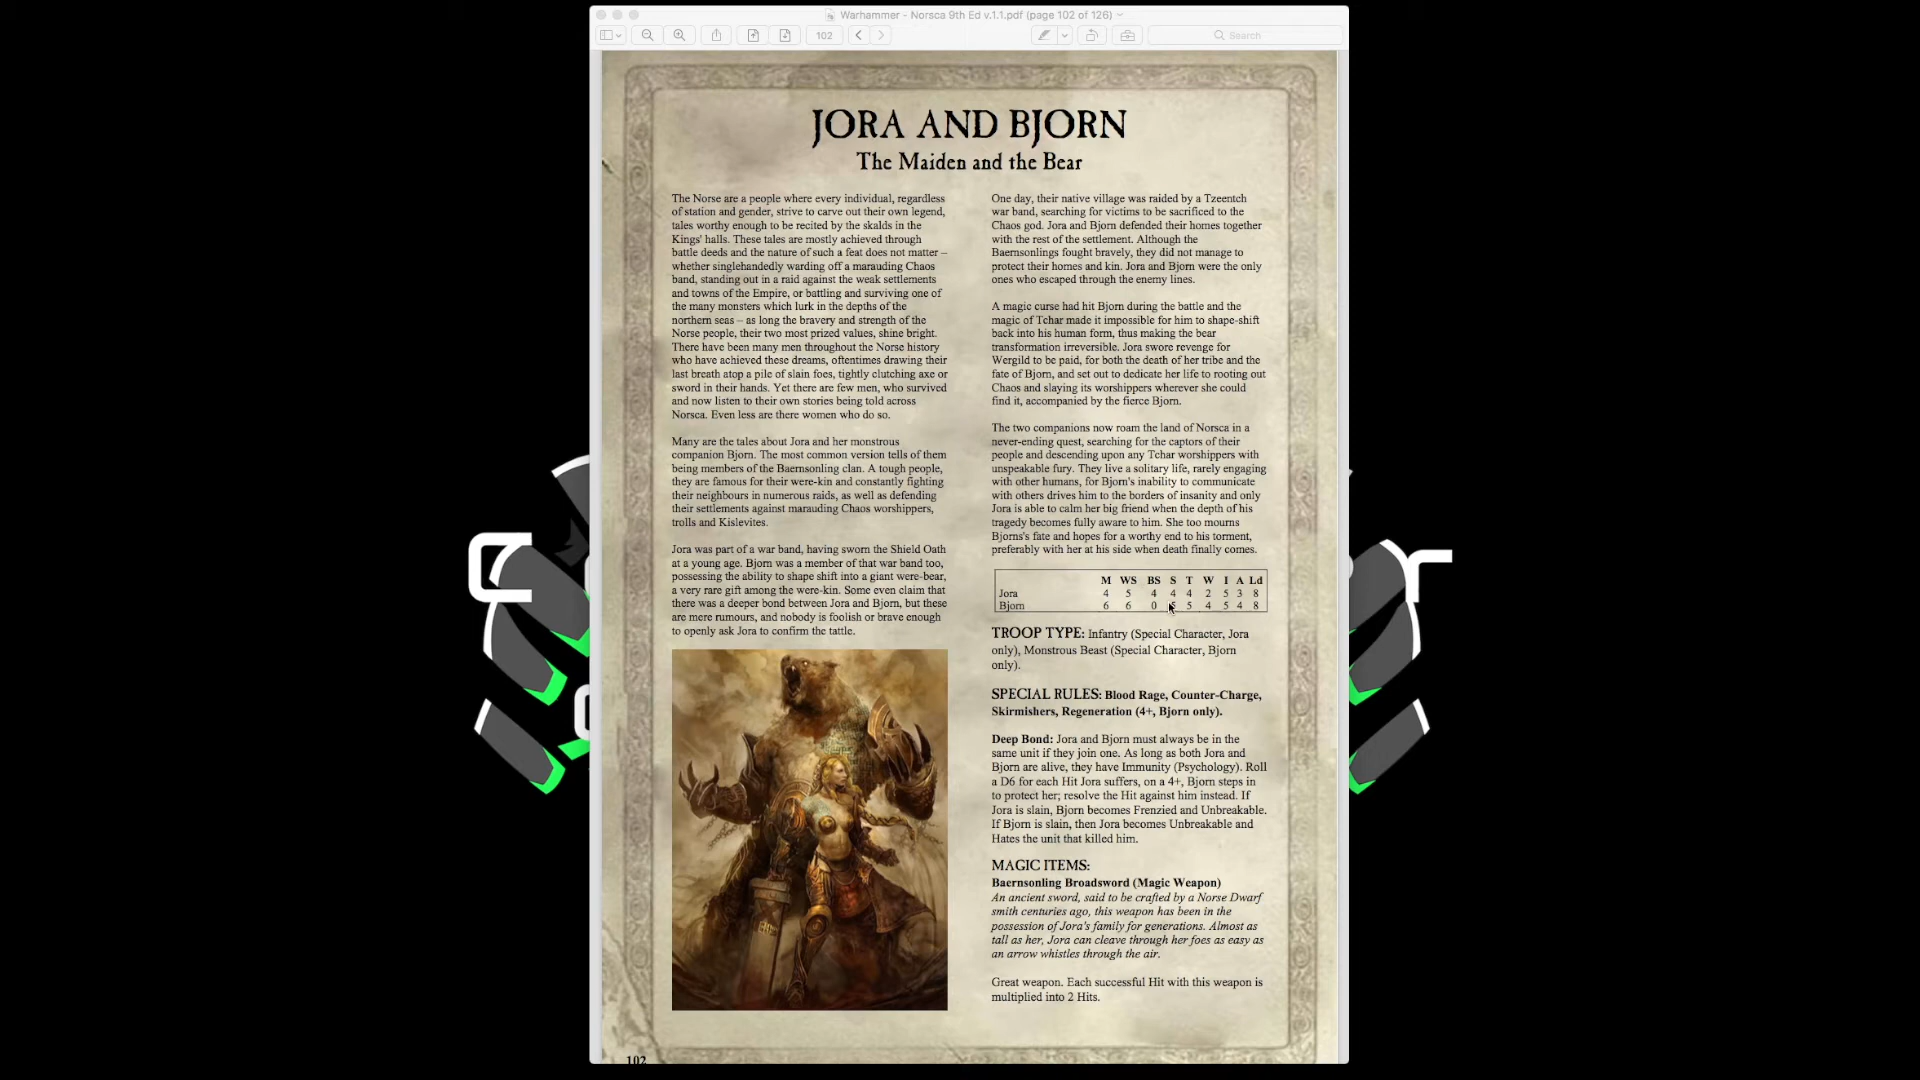 Warhammer - Norsca 9th Ed v.1.1.pdf (page 102 of 126)
102
Search
JORA AND BJORN
The Maiden and the Bear
The Norse are a people where every individual, regardless
of station and gender, strive to carve out their own legend,
tales worthy enough to be recited by the skalds in the
Kings' halls. These tales are mostly achieved through
battle deeds and the nature of such a feat does not matter –
whether singlehandedly warding off a marauding Chaos
band, standing out in a raid against the weak settlements
and towns of the Empire, or battling and surviving one of
the many monsters which lurk in the depths of the
northern seas – as long the bravery and strength of the
Norse people, their two most prized values, shine bright.
There have been many men throughout the Norse history
who have achieved these dreams, oftentimes drawing their
last breath atop a pile of slain foes, tightly clutching axe or
sword in their hands. Yet there are few men, who survived
and now listen to their own stories being told across
Norsca. Even less are there women who do so.
Many are the tales about Jora and her monstrous
companion Bjorn. The most common version tells of them
being members of the Baernsonling clan. A tough people,
they are famous for their were-kin and constantly fighting
their neighbours in numerous raids, as well as defending
their settlements against marauding Chaos worshippers,
trolls and Kislevites.
Jora was part of a war band, having sworn the Shield Oath
at a young age. Bjorn was a member of that war band too,
possessing the ability to shape shift into a giant were-bear,
a very rare gift among the were-kin. Some even claim that
there was a deeper bond between Jora and Bjorn, but these
are mere rumours, and nobody is foolish or brave enough
to openly ask Jora to confirm the tattle.
One day, their native village was raided by a Tzeentch
war band, searching for victims to be sacrificed to the
Chaos god. Jora and Bjorn defended their homes together
with the rest of the settlement. Although the
Baernsonlings fought bravely, they did not manage to
protect their homes and kin. Jora and Bjorn were the only
ones who escaped through the enemy lines.
A magic curse had hit Bjorn during the battle and the
magic of Tchar made it impossible for him to shape-shift
back into his human form, thus making the bear
transformation irreversible. Jora swore revenge for
Wergild to be paid, for both the death of her tribe and the
fate of Bjorn, and set out to dedicate her life to rooting out
Chaos and slaying its worshippers wherever she could
find it, accompanied by the fierce Bjorn.
The two companions now roam the land of Norsca in a
never-ending quest, searching for the captors of their
people and descending upon any Tchar worshippers with
unspeakable fury. They live a solitary life, rarely engaging
with other humans, for Bjorn's inability to communicate
with others drives him to the borders of insanity and only
Jora is able to calm her big friend when the depth of his
tragedy becomes fully aware to him. She too mourns
Bjorns's fate and hopes for a worthy end to his torment,
preferably with her at his side when death finally comes.
M WS BS S T W I A Ld
Jora 4 5 4 4 4 2 5 3 8
Bjorn 6 6 0 5 4 5 4 8
TROOP TYPE: Infantry (Special Character, Jora
only), Monstrous Beast (Special Character, Bjorn
only).
SPECIAL RULES: Blood Rage, Counter-Charge,
Skirmishers, Regeneration (4+, Bjorn only).
Deep Bond: Jora and Bjorn must always be in the
same unit if they join one. As long as both Jora and
Bjorn are alive, they have Immunity (Psychology). Roll
a D6 for each Hit Jora suffers, on a 4+, Bjorn steps in
to protect her; resolve the Hit against him instead. If
Jora is slain, Bjorn becomes Frenzied and Unbreakable.
If Bjorn is slain, then Jora becomes Unbreakable and
Hates the unit that killed him.
MAGIC ITEMS:
Baernsonling Broadsword (Magic Weapon)
An ancient sword, said to be crafted by a Norse Dwarf
smith centuries ago, this weapon has been in the
possession of Jora's family for generations. Almost as
tall as her, Jora can cleave through her foes as easy as
an arrow whistles through the air.
Great weapon. Each successful Hit with this weapon is
multiplied into 2 Hits.
102